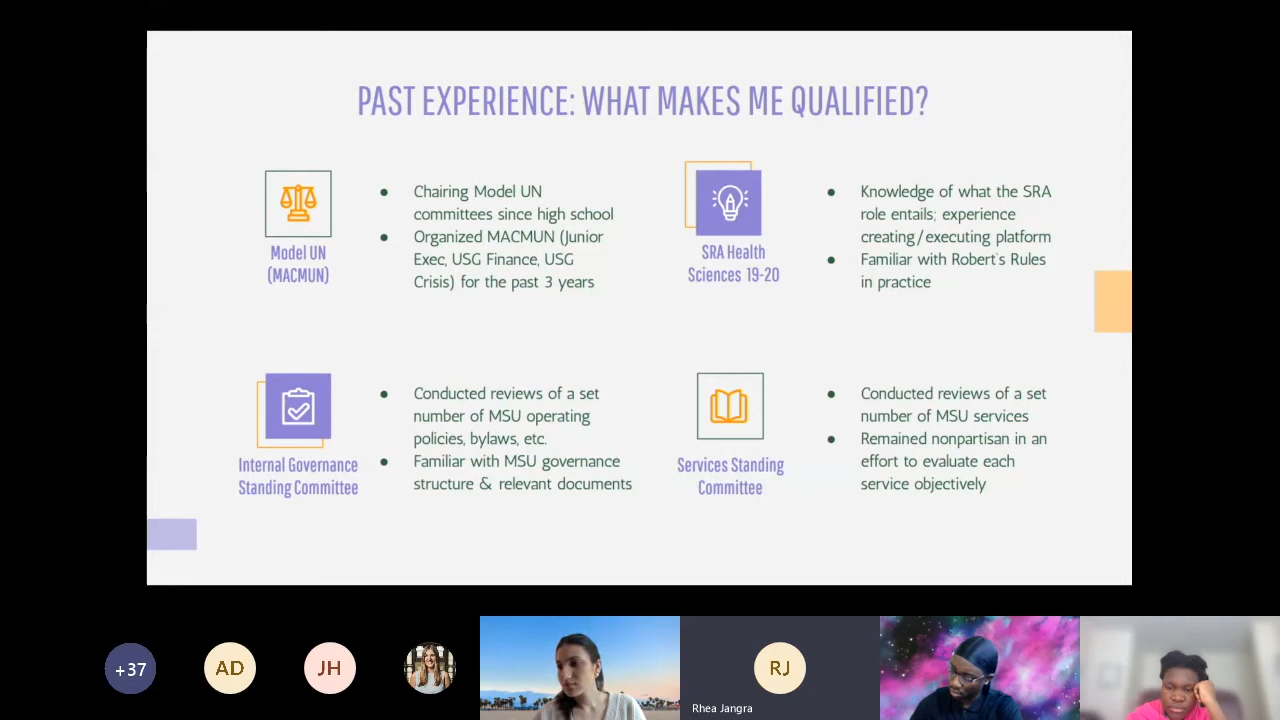 PAST EXPERIENCE: WHAT MAKES ME QUALIFIED?
Model UN
(MACMUN)
● Chairing Model UN
committees since high school
● Organized MACMUN (Junior
Exec, USG Finance, USG
Crisis) for the past 3 years
SRA Health
Sciences 19-20
● Knowledge of what the SRA
role entails; experience
creating/executing platform
● Familiar with Robert's Rules
in practice
Internal Governance
Standing Committee
● Conducted reviews of a set
number of MSU operating
policies, bylaws, etc.
● Familiar with MSU governance
structure & relevant documents
Services Standing
Committee
● Conducted reviews of a set
number of MSU services
● Remained nonpartisan in an
effort to evaluate each
service objectively
+37
AD
JH
RJ
Rhea Jangra